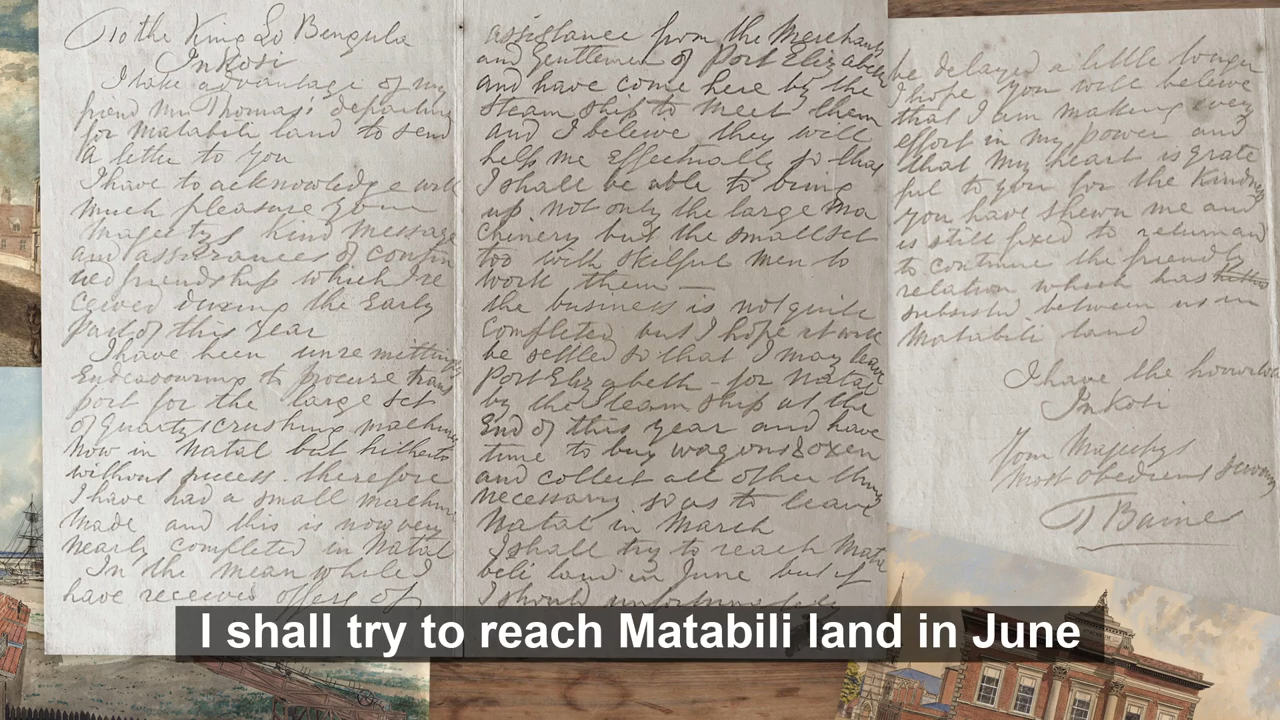 To the King Lo Bengula
Inkosi
I take advantage of my
friend Mr Thomas's departing
for Matabili land to send
a letter to you
I have to acknowledge with
much pleasure your
Majestys kind message
and assurances of contin
ued friendship which I re
ceived during the Early
part of this year
I have been unremitting
Endeavouring to procure trans
port for the large set
of quartz crushing machin
now in Natal but hitherto
without success. therefore
I have had a small machin
made and this is now very
nearly completed in Natal
In the meanwhile I
have received offers of
assistance from the Merchants
and Gentlemen of Port Elizabeth
and have come here by the
Steam ship to meet them
and I believe they will
help me Effectually so that
I shall be able to bring
up. not only the large ma
chinery but the small set
too with skilful men to
work them—
the business is not quite
completed but I hope it will
be settled so that I may leave
Port Elizabeth - for Natal
by the Steam ship at the
End of this year and have
time to buy wagons & oxen
and collect all other things
necessary so as to leave
Natal in March
I shall try to reach Mata
beli land in June but if
I should unfortunately
be delayed a little longer
I hope you will believe
that I am making every
effort in my power and
that my heart is grate
ful to you for the kindness
you have shewn me and
is still fixed to return and
to continue the friendly
relation which has
subsisted between us in
Matabili land
I have the honour to
Inkosi
Your Majestys
most obedient servant
T Baines
I shall try to reach Matabili land in June